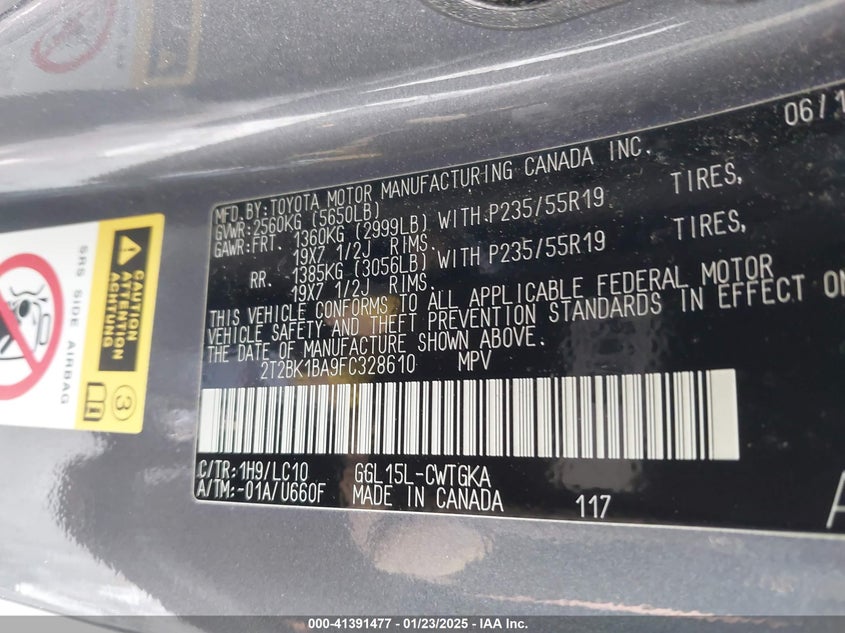 06/1
MFD.BY:TOYOTA MOTOR MANUFACTURING CANADA INC.
GVWR:2560KG (5650LB)
GAWR:FRT. 1360KG (2999LB) WITH P235/55R19 TIRES,
19X7 1/2J RIMS.
RR. 1385KG (3056LB) WITH P235/55R19 TIRES,
19X7 1/2J RIMS.
THIS VEHICLE CONFORMS TO ALL APPLICABLE FEDERAL MOTOR
VEHICLE SAFETY AND THEFT PREVENTION STANDARDS IN EFFECT ON
THE DATE OF MANUFACTURE SHOWN ABOVE.
2T2BK1BA9FC328610 MPV
C/TR:1H9/LC10 GGL15L-CWTGKA
A/TM:-01A/U660F MADE IN CANADA 117
A
SRS SIDE AIRBAG
CAUTION
ATTENTION
ACHTUNG
3
000-41391477 - 01/23/2025 - IAA Inc.